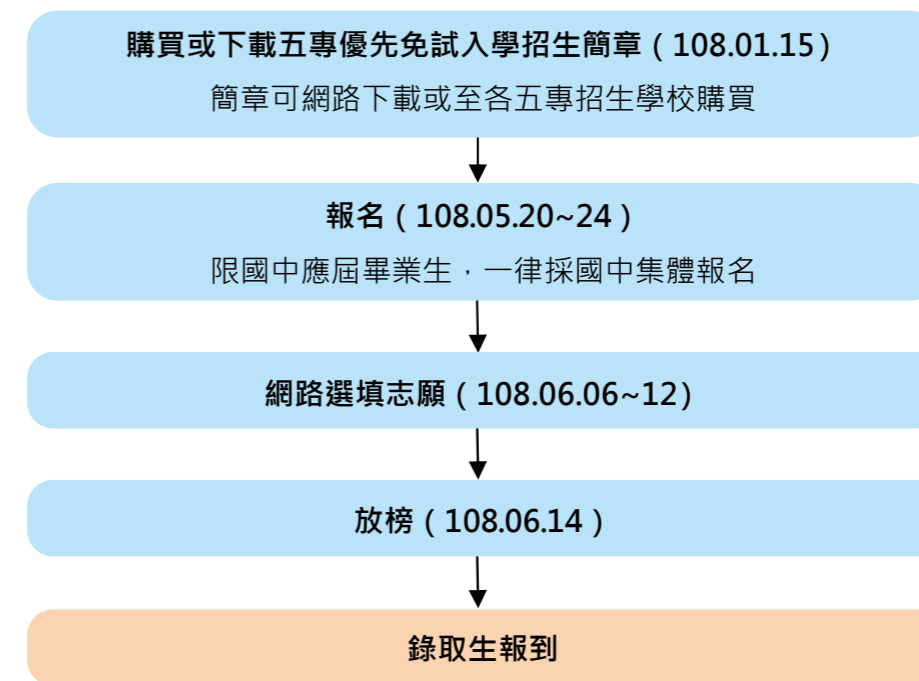 購買或下載五專優先免試入學招生簡章（108.01.15）
簡章可網路下載或至各五專招生學校購買
報名（108.05.20~24）
限國中應屆畢業生，一律採國中集體報名
網路選填志願（108.06.06~12）
放榜（108.06.14）
錄取生報到